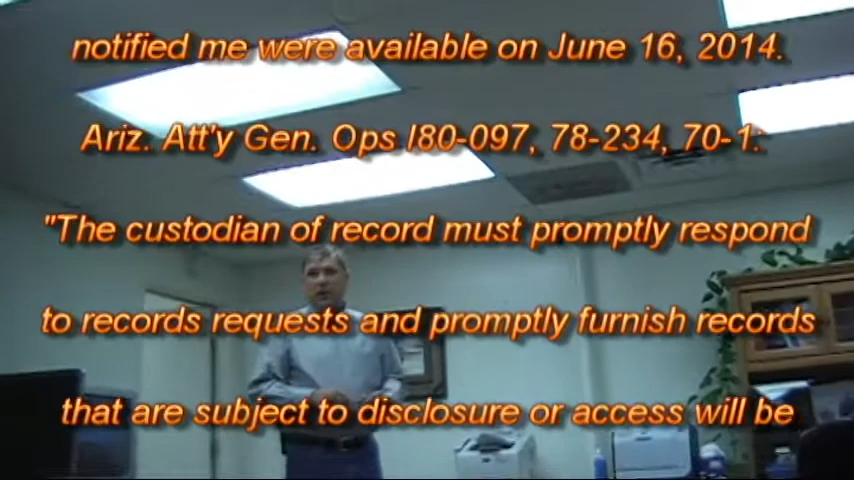 notified me were available on June 16, 2014.
Ariz. Att'y Gen. Ops I80-097, 78-234, 70-1:
"The custodian of record must promptly respond
to records requests and promptly furnish records
that are subject to disclosure or access will be